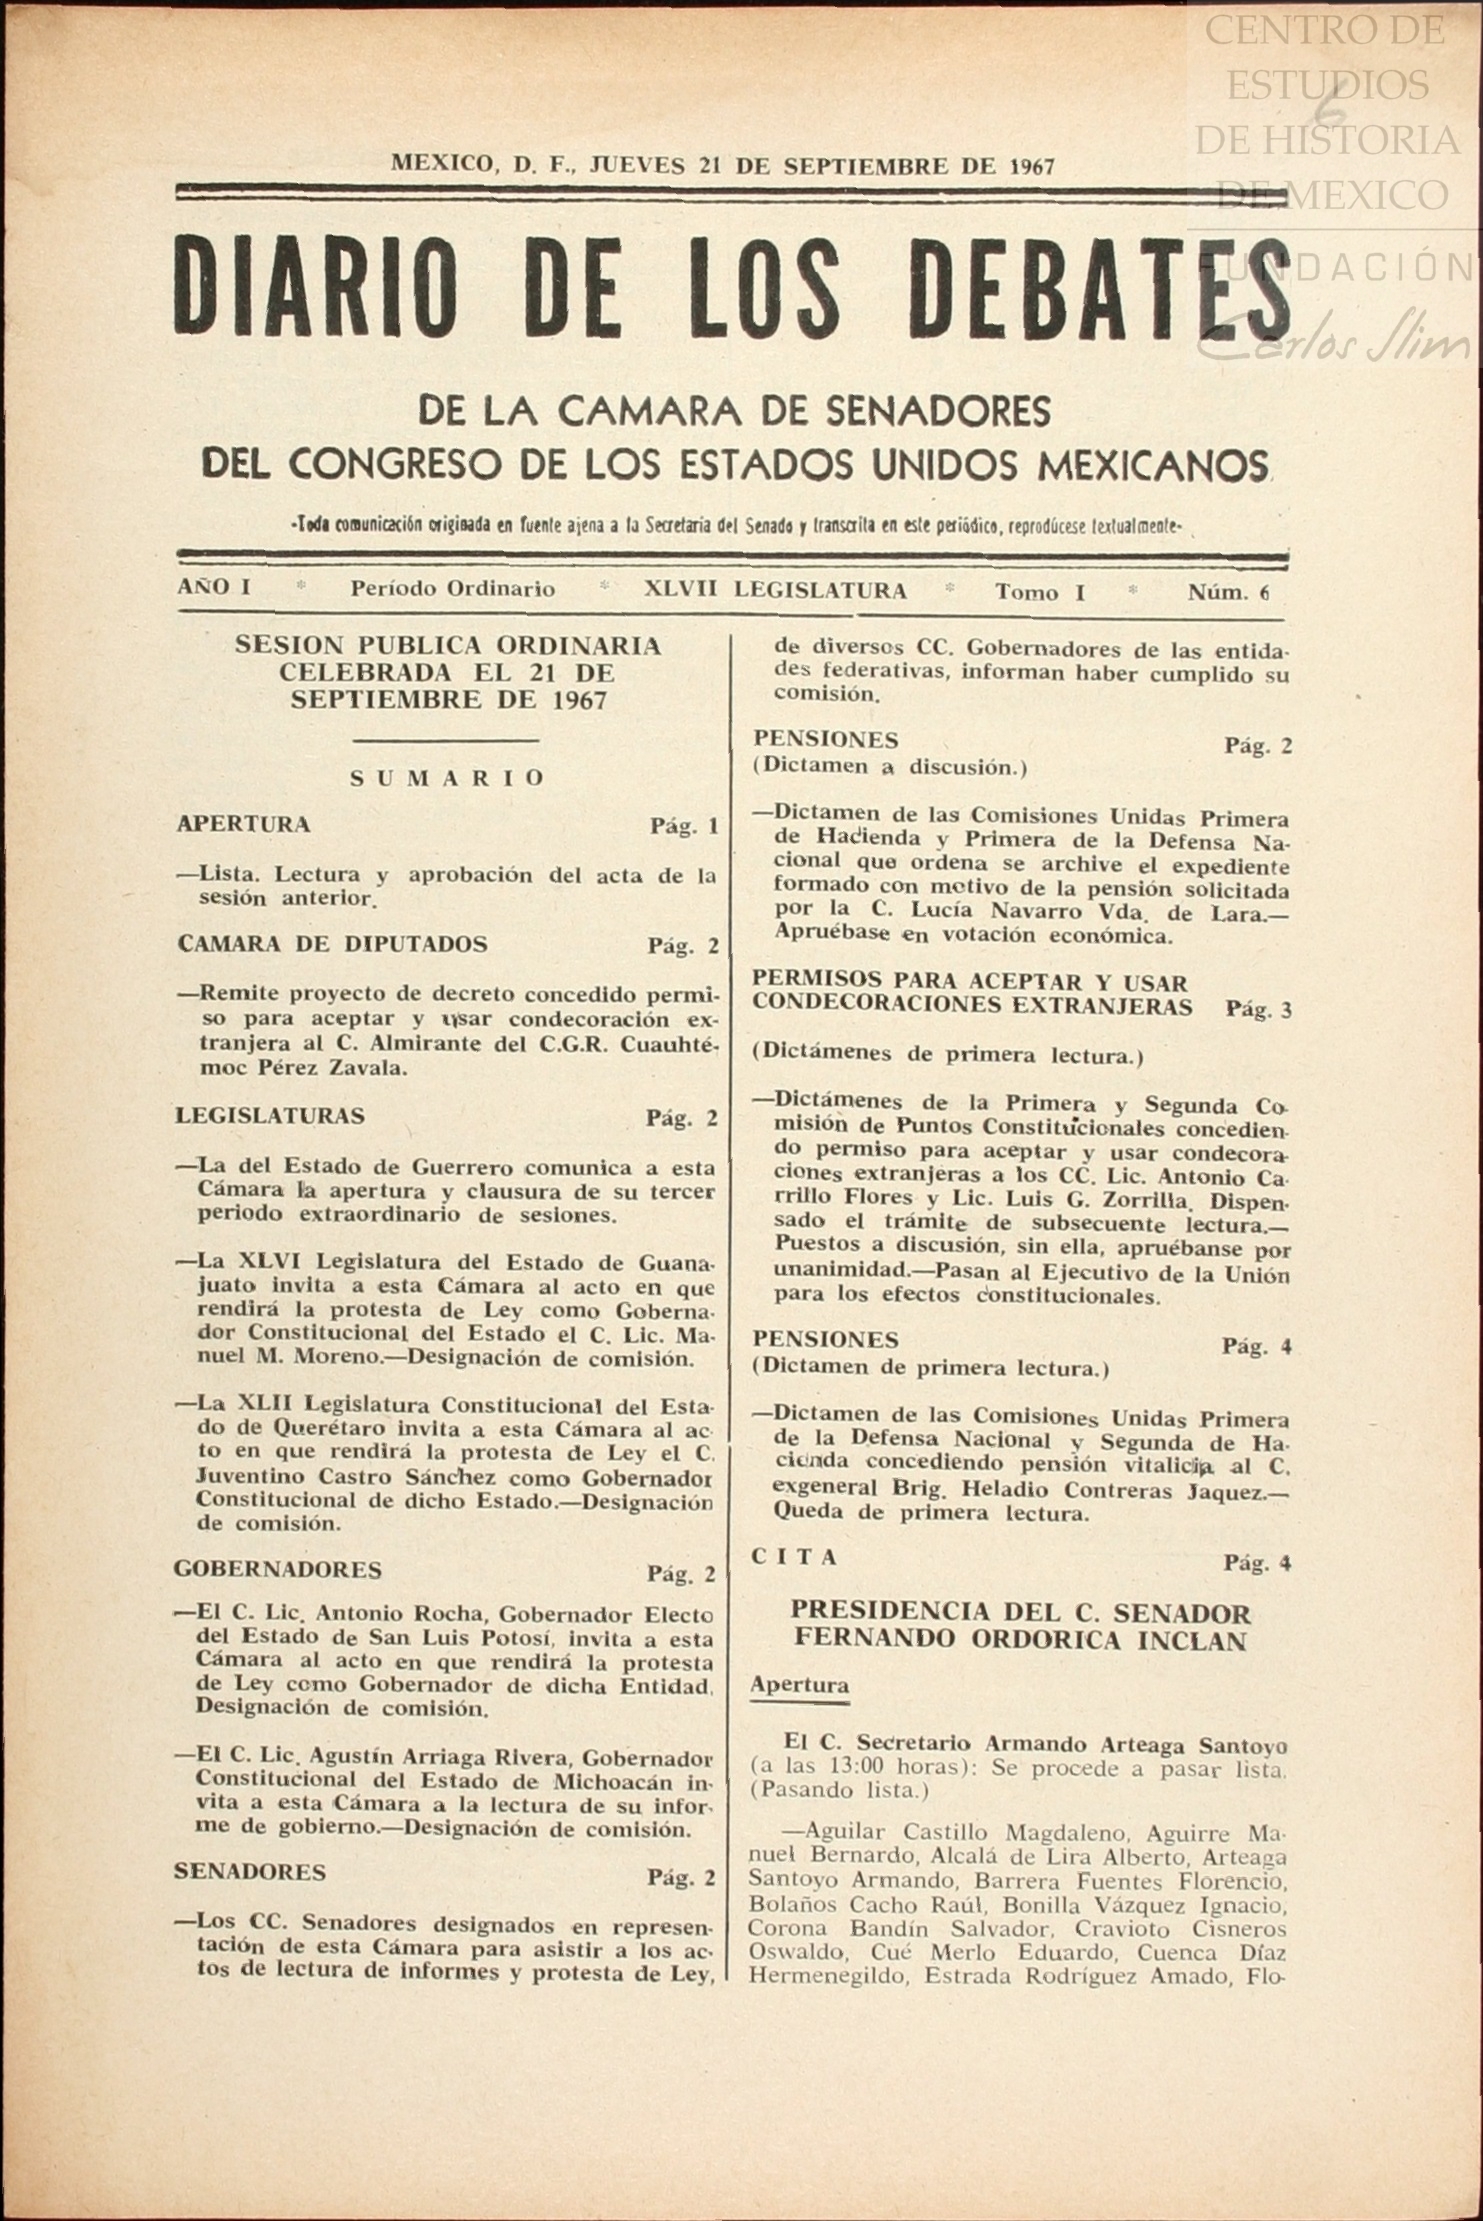 CENTRO DE
ESTUDIOS
DE HISTORIA
DE MEXICO
FUNDACIÓN
Carlos Slim
6
MEXICO, D. F., JUEVES 21 DE SEPTIEMBRE DE 1967
DIARIO DE LOS DEBATES
DE LA CAMARA DE SENADORES
DEL CONGRESO DE LOS ESTADOS UNIDOS MEXICANOS
-Toda comunicación originada en fuente ajena a la Secretaria del Senado y transcrita en este periódico, reprodúcese textualmente-
AÑO I * Período Ordinario * XLVII LEGISLATURA * Tomo I * Núm. 6
SESION PUBLICA ORDINARIA
CELEBRADA EL 21 DE
SEPTIEMBRE DE 1967
SUMARIO
APERTURA Pág. 1
—Lista. Lectura y aprobación del acta de la
sesión anterior.
CAMARA DE DIPUTADOS Pág. 2
—Remite proyecto de decreto concedido permi-
so para aceptar y usar condecoración ex-
tranjera al C. Almirante del C.G.R. Cuauhté-
moc Pérez Zavala.
LEGISLATURAS Pág. 2
—La del Estado de Guerrero comunica a esta
Cámara la apertura y clausura de su tercer
periodo extraordinario de sesiones.
—La XLVI Legislatura del Estado de Guana-
juato invita a esta Cámara al acto en que
rendirá la protesta de Ley como Goberna-
dor Constitucional del Estado el C. Lic. Ma-
nuel M. Moreno.—Designación de comisión.
—La XLII Legislatura Constitucional del Esta-
do de Querétaro invita a esta Cámara al ac-
to en que rendirá la protesta de Ley el C.
Juventino Castro Sánchez como Gobernador
Constitucional de dicho Estado.—Designación
de comisión.
GOBERNADORES Pág. 2
—El C. Lic. Antonio Rocha, Gobernador Electo
del Estado de San Luis Potosí, invita a esta
Cámara al acto en que rendirá la protesta
de Ley como Gobernador de dicha Entidad.
Designación de comisión.
—El C. Lic. Agustín Arriaga Rivera, Gobernador
Constitucional del Estado de Michoacán in-
vita a esta Cámara a la lectura de su infor-
me de gobierno.—Designación de comisión.
SENADORES Pág. 2
—Los CC. Senadores designados en represen-
tación de esta Cámara para asistir a los ac-
tos de lectura de informes y protesta de Ley,
de diversos CC. Gobernadores de las entida-
des federativas, informan haber cumplido su
comisión.
PENSIONES Pág. 2
(Dictamen a discusión.)
—Dictamen de las Comisiones Unidas Primera
de Hacienda y Primera de la Defensa Na-
cional que ordena se archive el expediente
formado con motivo de la pensión solicitada
por la C. Lucía Navarro Vda. de Lara.—
Apruébase en votación económica.
PERMISOS PARA ACEPTAR Y USAR
CONDECORACIONES EXTRANJERAS Pág. 3
(Dictámenes de primera lectura.)
—Dictámenes de la Primera y Segunda Co-
misión de Puntos Constitucionales concedien-
do permiso para aceptar y usar condecora-
ciones extranjeras a los CC. Lic. Antonio Ca-
rrillo Flores y Lic. Luis G. Zorrilla. Dispen-
sado el trámite de subsecuente lectura.—
Puestos a discusión, sin ella, apruébanse por
unanimidad.—Pasan al Ejecutivo de la Unión
para los efectos constitucionales.
PENSIONES Pág. 4
(Dictamen de primera lectura.)
—Dictamen de las Comisiones Unidas Primera
de la Defensa Nacional y Segunda de Ha-
cienda concediendo pensión vitalicia al C.
exgeneral Brig. Heladio Contreras Jaquez.—
Queda de primera lectura.
CITA Pág. 4
PRESIDENCIA DEL C. SENADOR
FERNANDO ORDORICA INCLAN
Apertura
El C. Secretario Armando Arteaga Santoyo
(a las 13:00 horas): Se procede a pasar lista.
(Pasando lista.)
—Aguilar Castillo Magdaleno, Aguirre Ma-
nuel Bernardo, Alcalá de Lira Alberto, Arteaga
Santoyo Armando, Barrera Fuentes Florencio,
Bolaños Cacho Raúl, Bonilla Vázquez Ignacio,
Corona Bandín Salvador, Cravioto Cisneros
Oswaldo, Cué Merlo Eduardo, Cuenca Díaz
Hermenegildo, Estrada Rodríguez Amado, Flo-